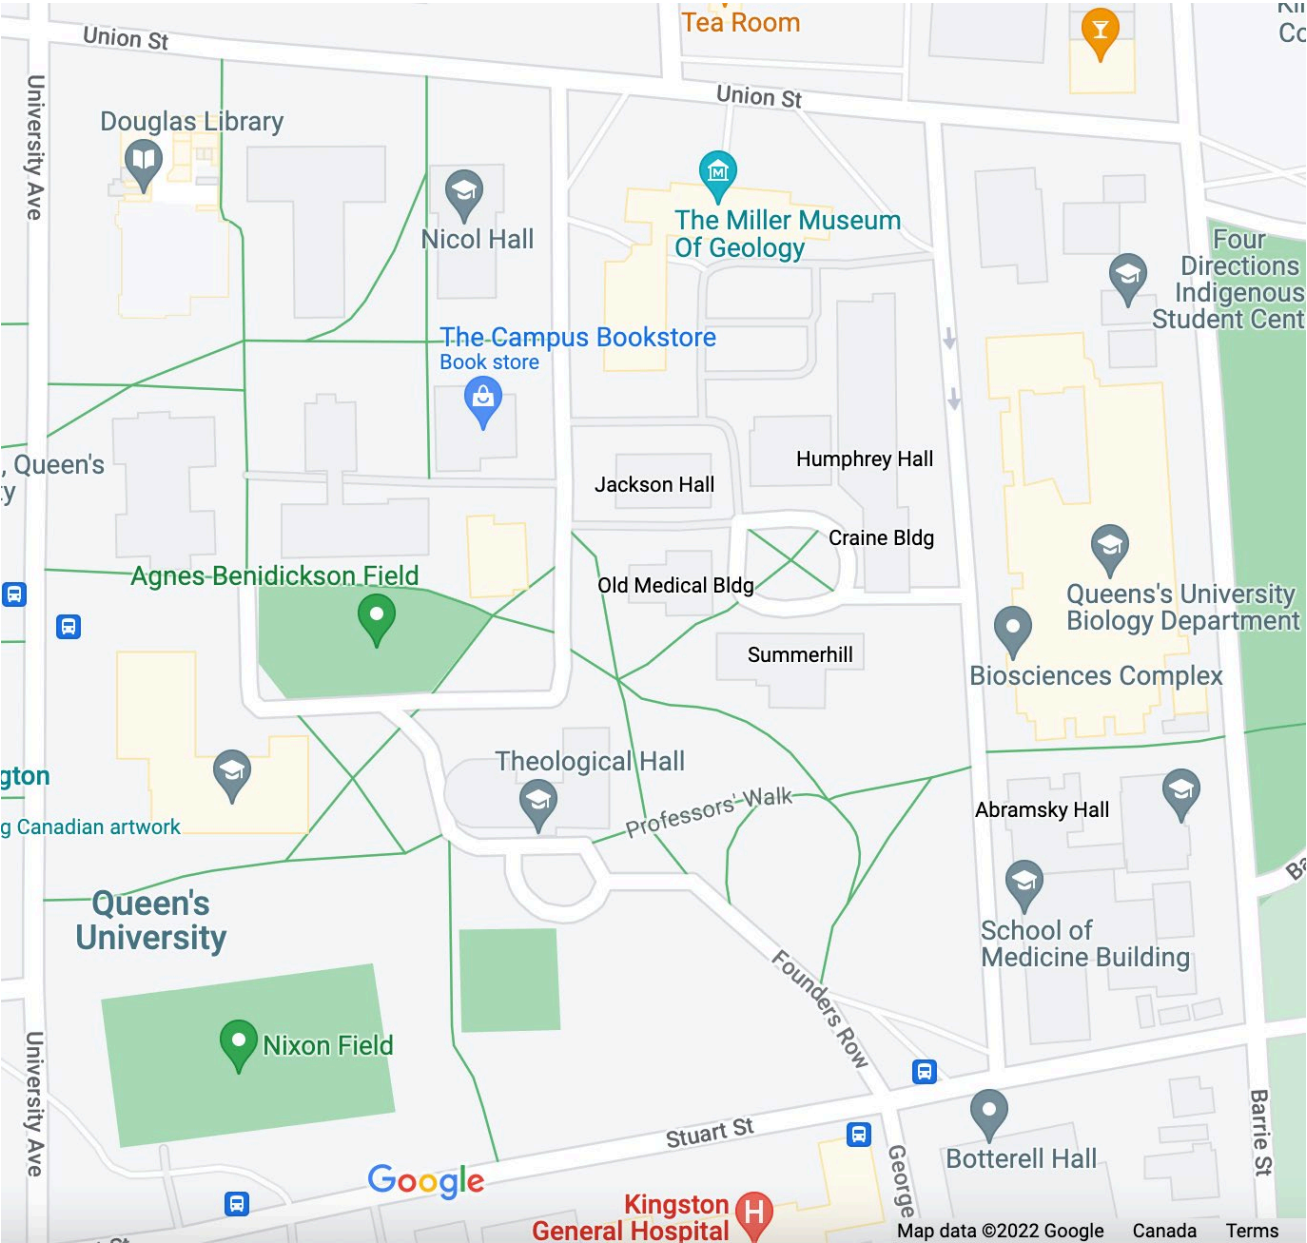 Tea Room
Union St
Union St
University Ave
Douglas Library
Nicol Hall
The Miller Museum
Of Geology
Four
Directions
Indigenous
Student Cent
The Campus Bookstore
Book store
, Queen's
Humphrey Hall
Jackson Hall
Craine Bldg
Agnes Benidickson Field
Old Medical Bldg
Queens's University
Biology Department
Summerhill
Biosciences Complex
Theological Hall
gton
Professors' Walk
Abramsky Hall
g Canadian artwork
Queen's
University
School of
Medicine Building
Founders Row
Nixon Field
University Ave
Stuart St
Barrie St
Botterell Hall
George
Google
Kingston
General Hospital
H
Map data ©2022 Google Canada Terms